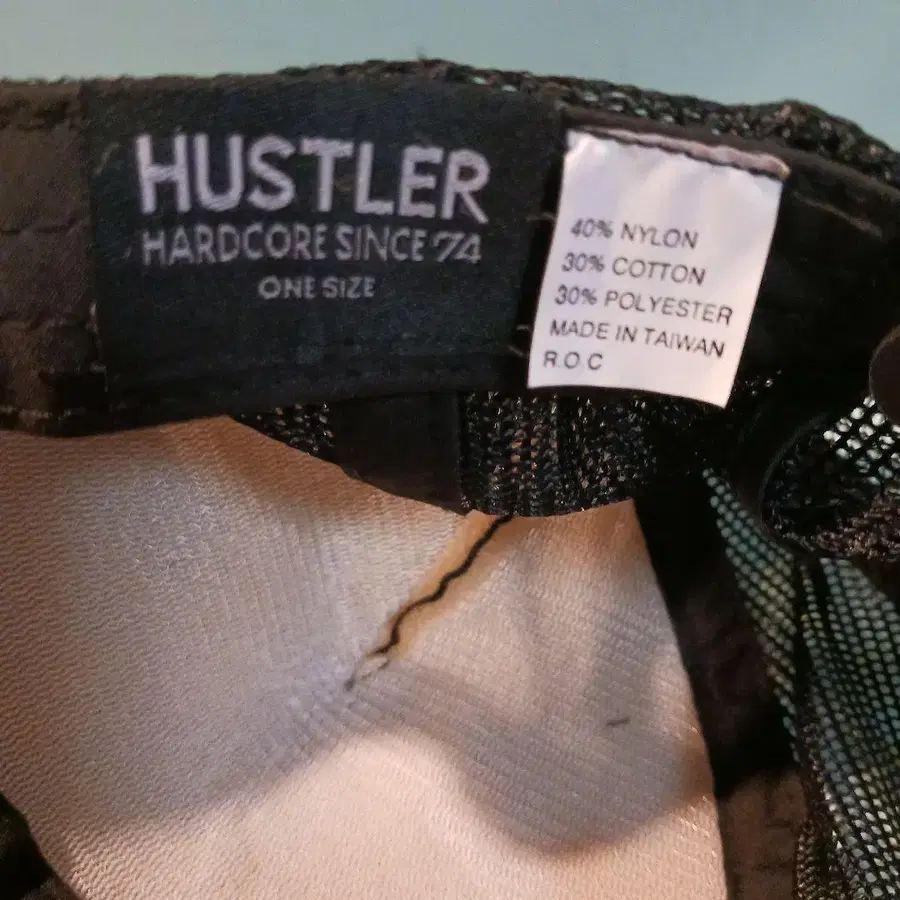 HUSTLER
HARDCORE SINCE '74
ONE SIZE
40% NYLON
30% COTTON
30% POLYESTER
MADE IN TAIWAN
R.O.C